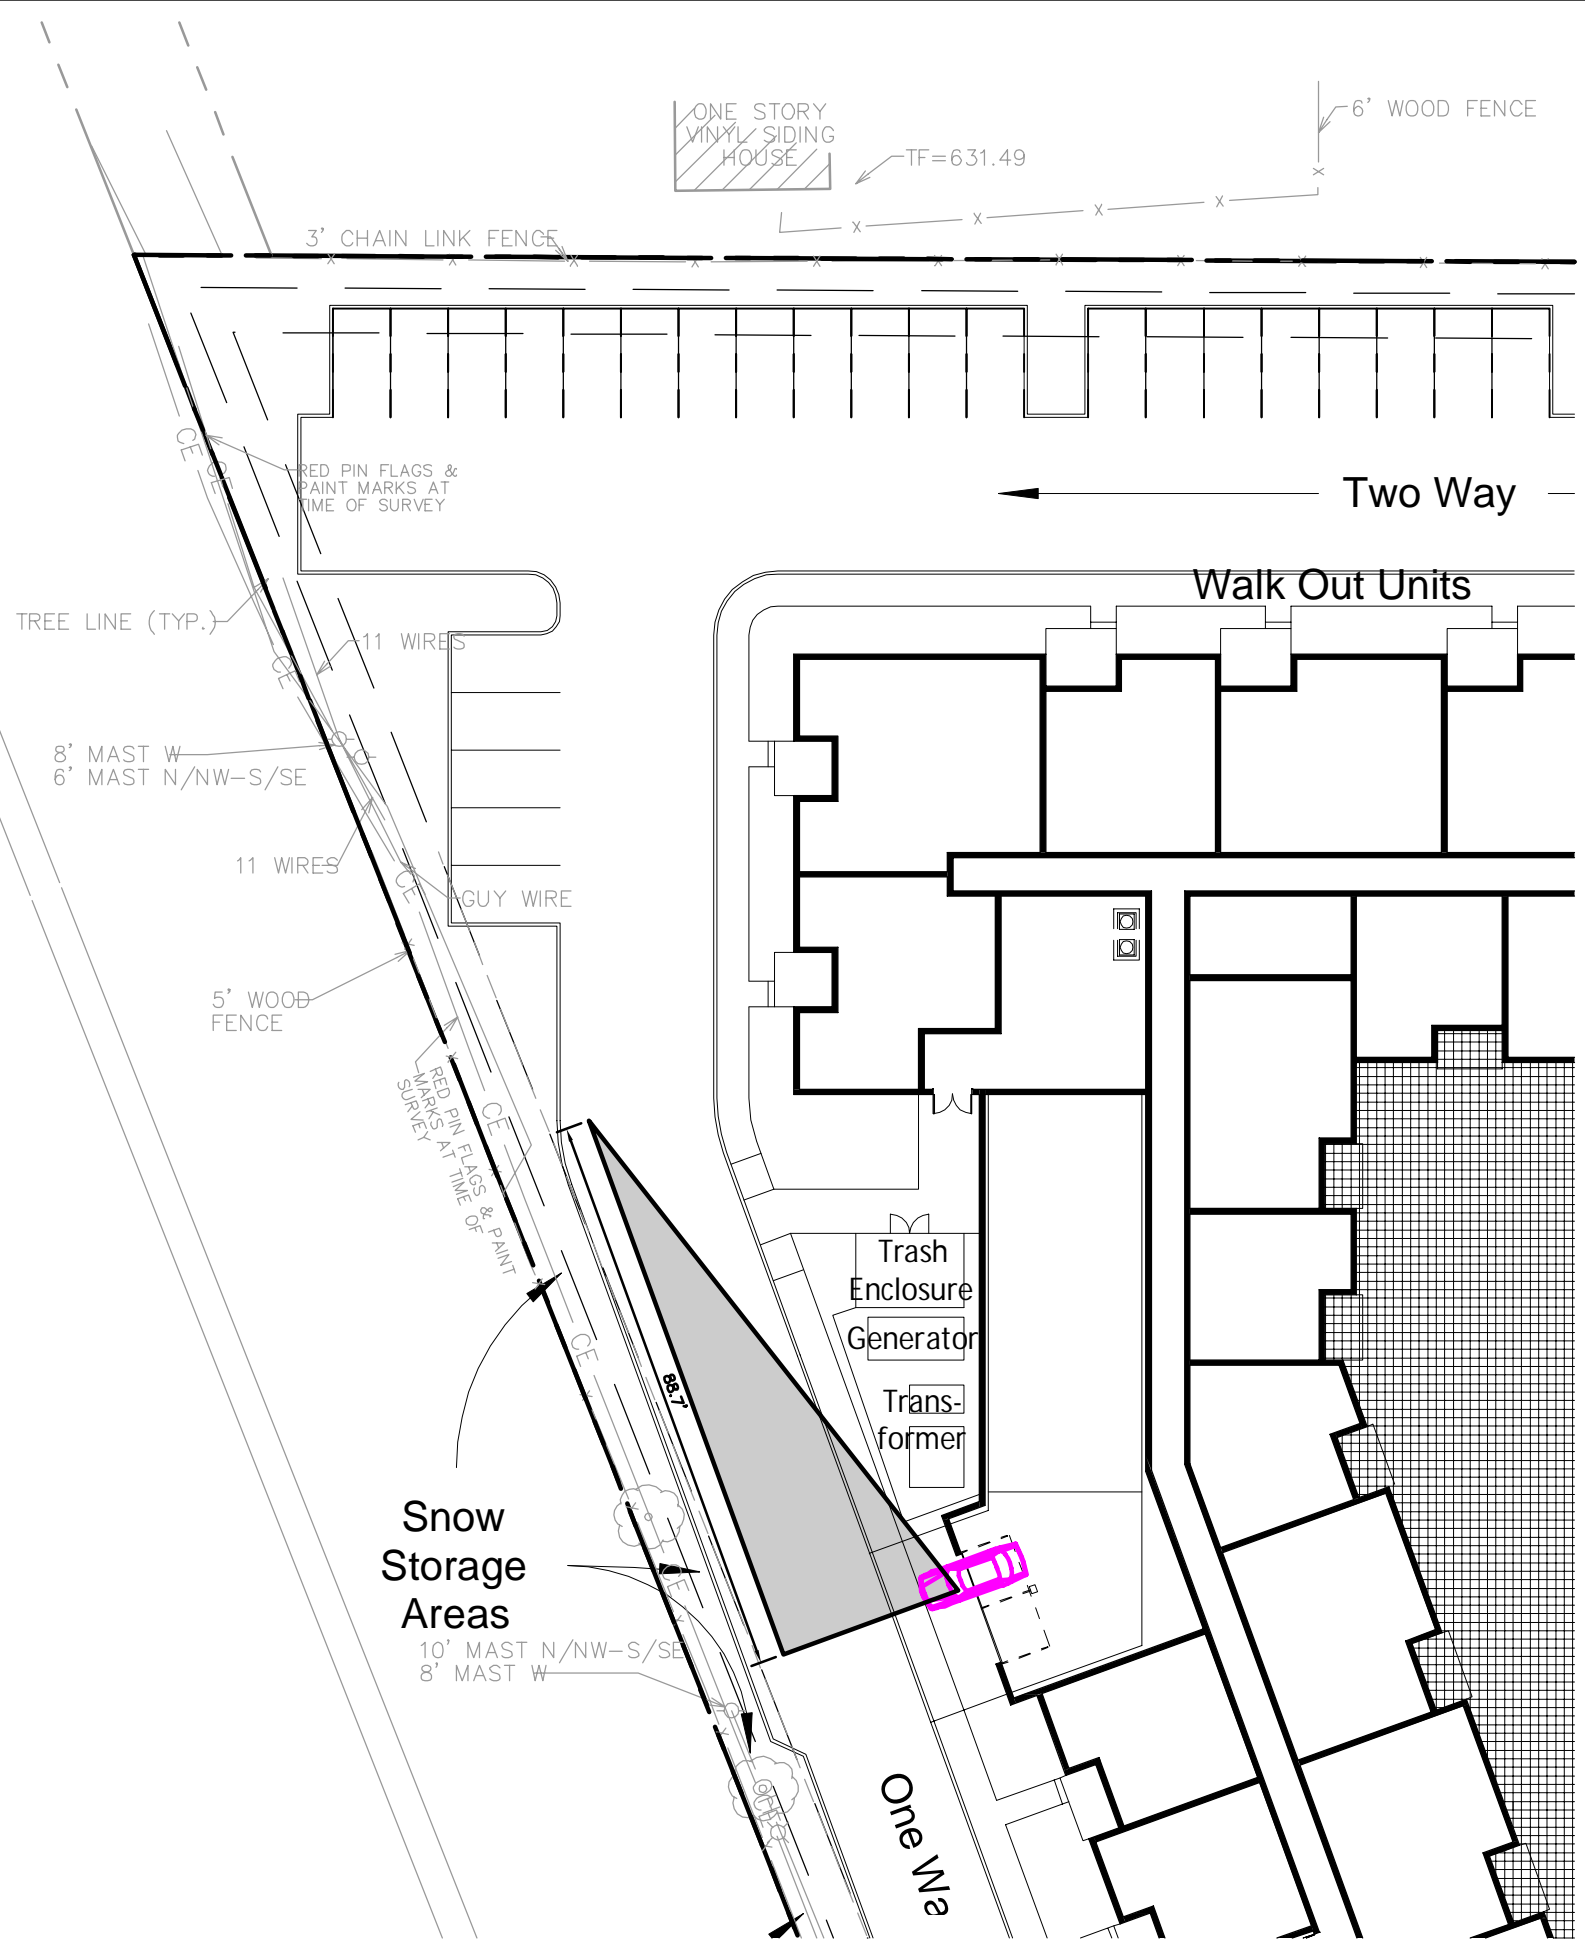 ONE STORY
VINYL SIDING
HOUSE
TF=631.49
6' WOOD FENCE
3' CHAIN LINK FENCE
CE
CE
RED PIN FLAGS &
PAINT MARKS AT
TIME OF SURVEY
Two Way
Walk Out Units
TREE LINE (TYP.)
11 WIRES
CE
8' MAST W
6' MAST N/NW-S/SE
11 WIRES
CE
GUY WIRE
5' WOOD
FENCE
RED PIN FLAGS & PAINT
MARKS AT TIME OF
SURVEY
CE
Trash
Enclosure
Generator
Trans-
former
CE
88.7'
Snow
Storage
Areas
CE
10' MAST N/NW-S/SE
8' MAST W
One Wa